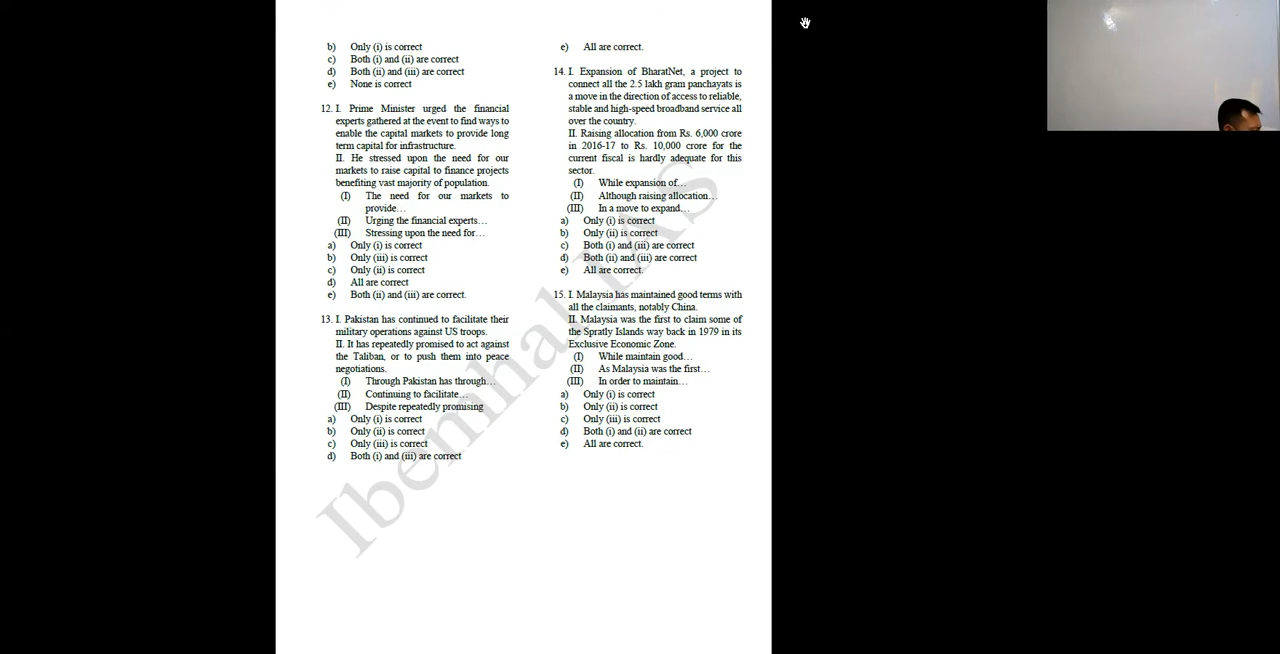 b) Only (i) is correct
c) Both (i) and (ii) are correct
d) Both (ii) and (iii) are correct
e) None is correct
12. I. Prime Minister urged the financial
experts gathered at the event to find ways to
enable the capital markets to provide long
term capital for infrastructure.
II. He stressed upon the need for our
markets to raise capital to finance projects
benefiting vast majority of population.
(I) The need for our markets to
provide…
(II) Urging the financial experts…
(III) Stressing upon the need for…
a) Only (i) is correct
b) Only (iii) is correct
c) Only (ii) is correct
d) All are correct
e) Both (ii) and (iii) are correct.
13. I. Pakistan has continued to facilitate their
military operations against US troops.
II. It has repeatedly promised to act against
the Taliban, or to push them into peace
negotiations.
(I) Through Pakistan has through…
(II) Continuing to facilitate…
(III) Despite repeatedly promising
a) Only (i) is correct
b) Only (ii) is correct
c) Only (iii) is correct
d) Both (i) and (iii) are correct
e) All are correct.
14. I. Expansion of BharatNet, a project to
connect all the 2.5 lakh gram panchayats is
a move in the direction of access to reliable,
stable and high-speed broadband service all
over the country.
II. Raising allocation from Rs. 6,000 crore
in 2016-17 to Rs. 10,000 crore for the
current fiscal is hardly adequate for this
sector.
(I) While expansion of…
(II) Although raising allocation…
(III) In a move to expand…
a) Only (i) is correct
b) Only (ii) is correct
c) Both (i) and (iii) are correct
d) Both (ii) and (iii) are correct
e) All are correct.
15. I. Malaysia has maintained good terms with
all the claimants, notably China.
II. Malaysia was the first to claim some of
the Spratly Islands way back in 1979 in its
Exclusive Economic Zone.
(I) While maintain good…
(II) As Malaysia was the first…
(III) In order to maintain…
a) Only (i) is correct
b) Only (ii) is correct
c) Only (iii) is correct
d) Both (i) and (ii) are correct
e) All are correct.
Ibemhal IAS